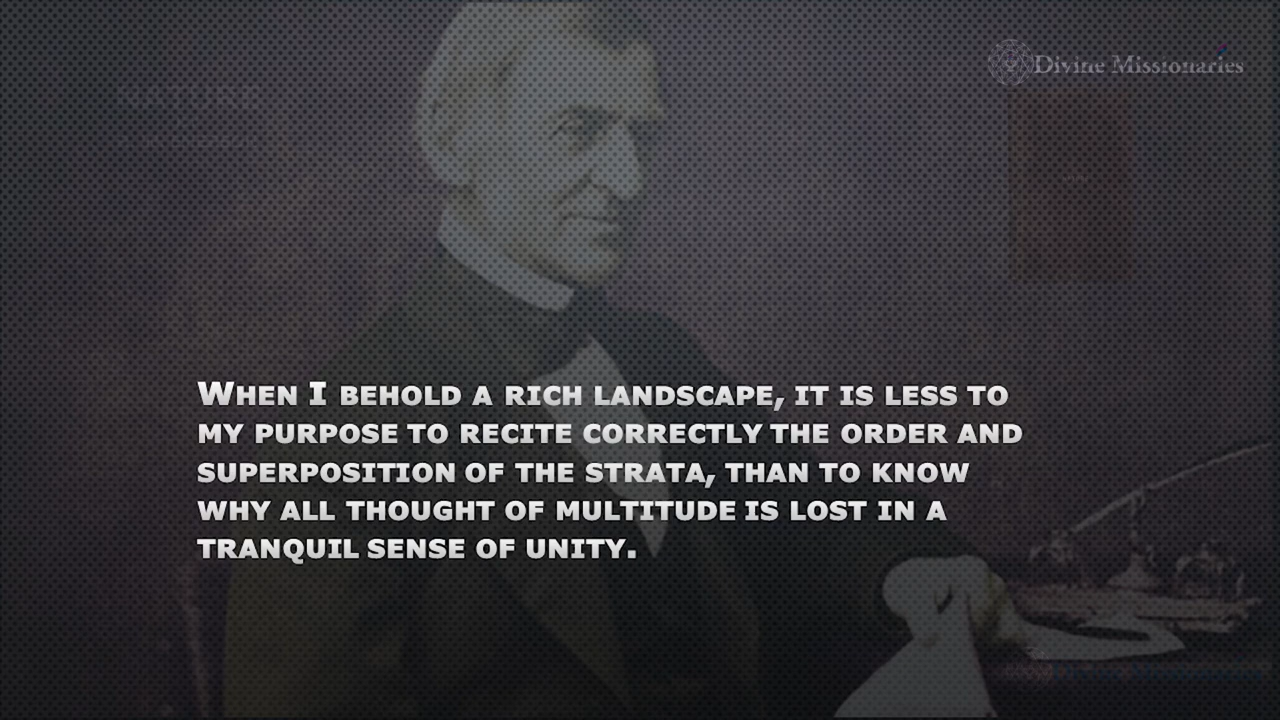 NATURE
Divine Missionaries
When I behold a rich landscape, it is less to
my purpose to recite correctly the order and
superposition of the strata, than to know
why all thought of multitude is lost in a
tranquil sense of unity.